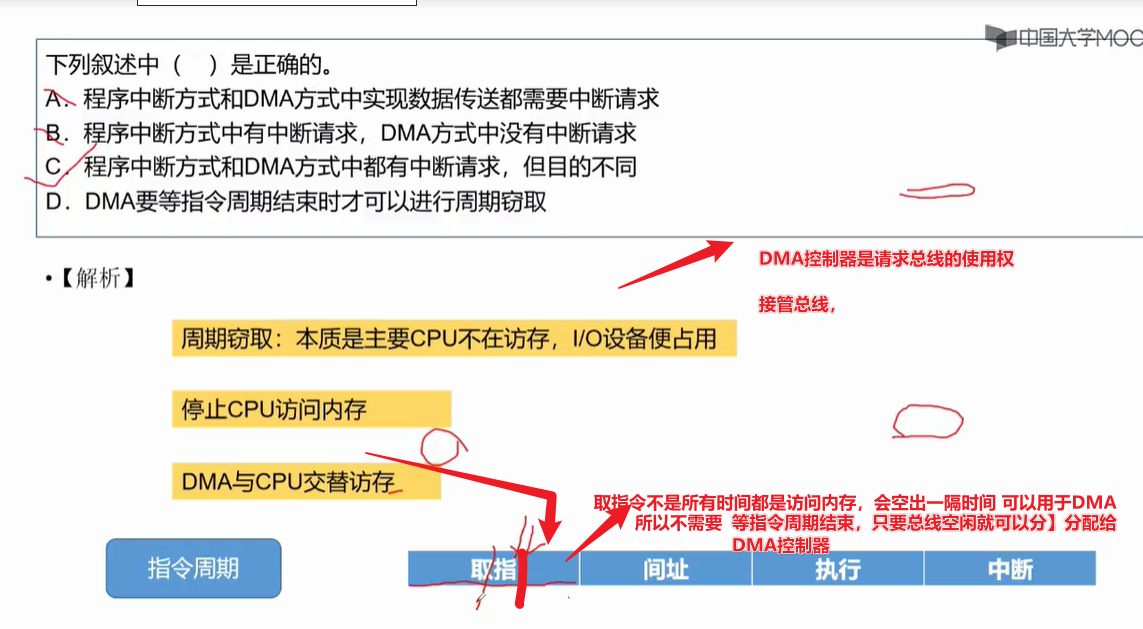 中国大学MOC
下列叙述中（　）是正确的。
A．程序中断方式和DMA方式中实现数据传送都需要中断请求
B．程序中断方式中有中断请求，DMA方式中没有中断请求
C．程序中断方式和DMA方式中都有中断请求，但目的不同
D．DMA要等指令周期结束时才可以进行周期窃取
DMA控制器是请求总线的使用权
•【解析】
接管总线，
周期窃取：本质是主要CPU不在访存，I/O设备便占用
停止CPU访问内存
DMA与CPU交替访存
取指令不是所有时间都是访问内存，会空出一隔时间 可以用于DMA
所以不需要 等指令周期结束，只要总线空闲就可以分】分配给
DMA控制器
指令周期
取指 间址 执行 中断